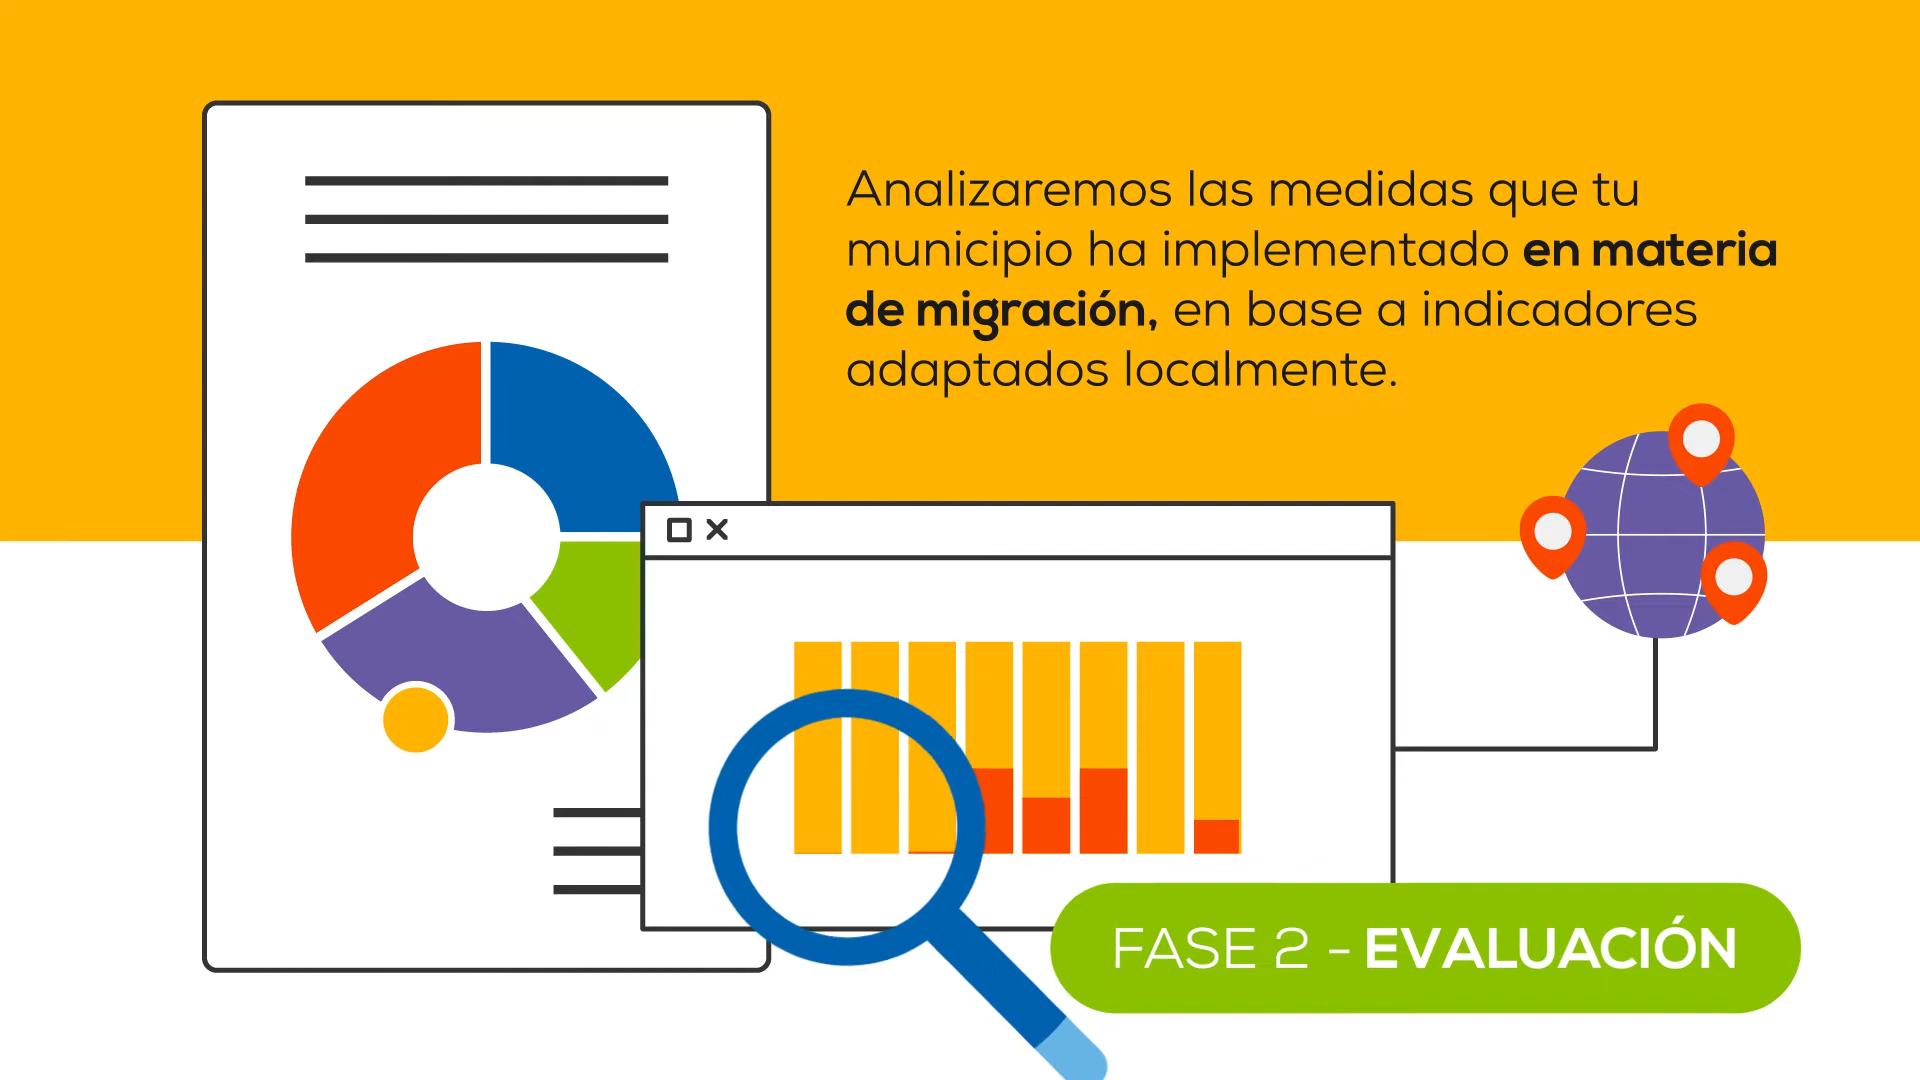 Analizaremos las medidas que tu
municipio ha implementado en materia
de migración, en base a indicadores
adaptados localmente.
FASE 2 - EVALUACIÓN